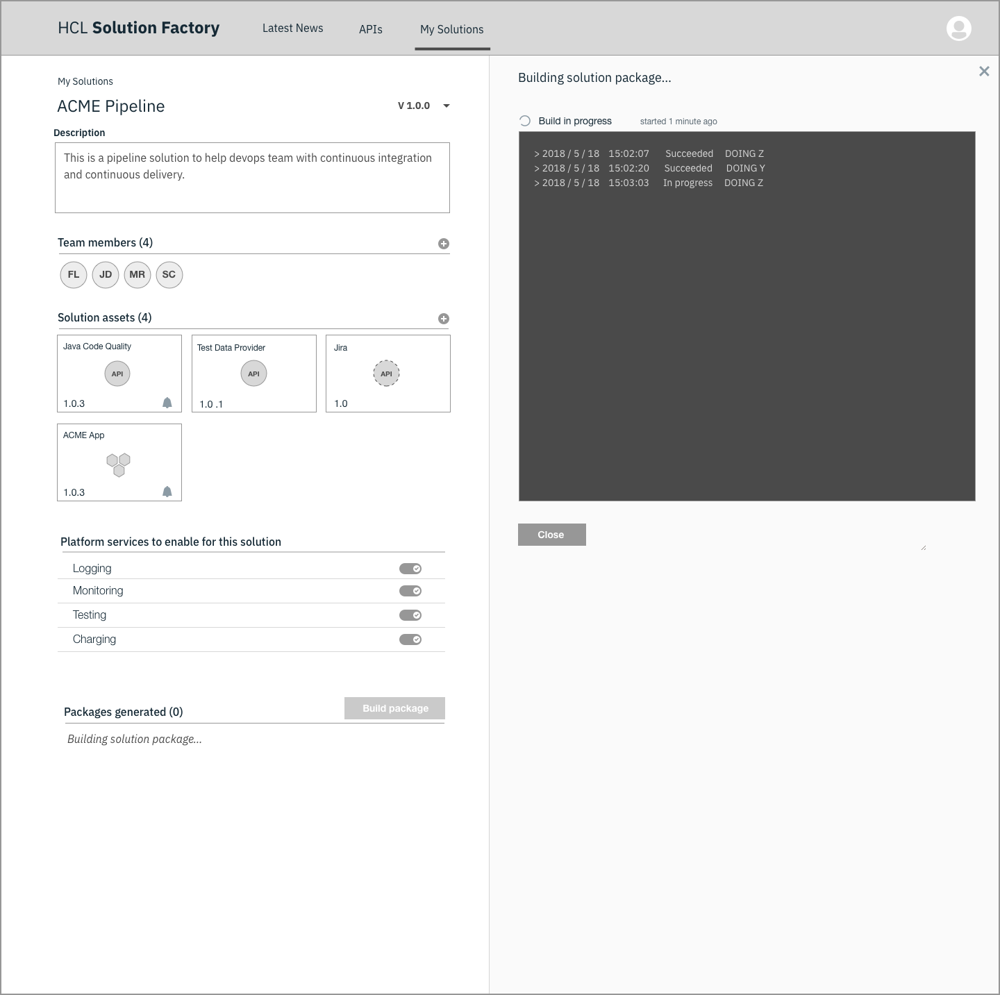 HCL Solution Factory
Latest News
APIs
My Solutions
My Solutions
ACME Pipeline
V 1.0.0
Description
This is a pipeline solution to help devops team with continuous integration
and continuous delivery.
Team members (4)
FL JD MR SC
Solution assets (4)
Java Code Quality
API
1.0.3
Test Data Provider
API
1.0 .1
Jira
API
1.0
ACME App
1.0.3
Platform services to enable for this solution
Logging
Monitoring
Testing
Charging
Packages generated (0)
Build package
Building solution package...
Building solution package...
Build in progress
started 1 minute ago
> 2018 / 5 / 18 15:02:07 Succeeded DOING Z
> 2018 / 5 / 18 15:02:20 Succeeded DOING Y
> 2018 / 5 / 18 15:03:03 In progress DOING Z
Close